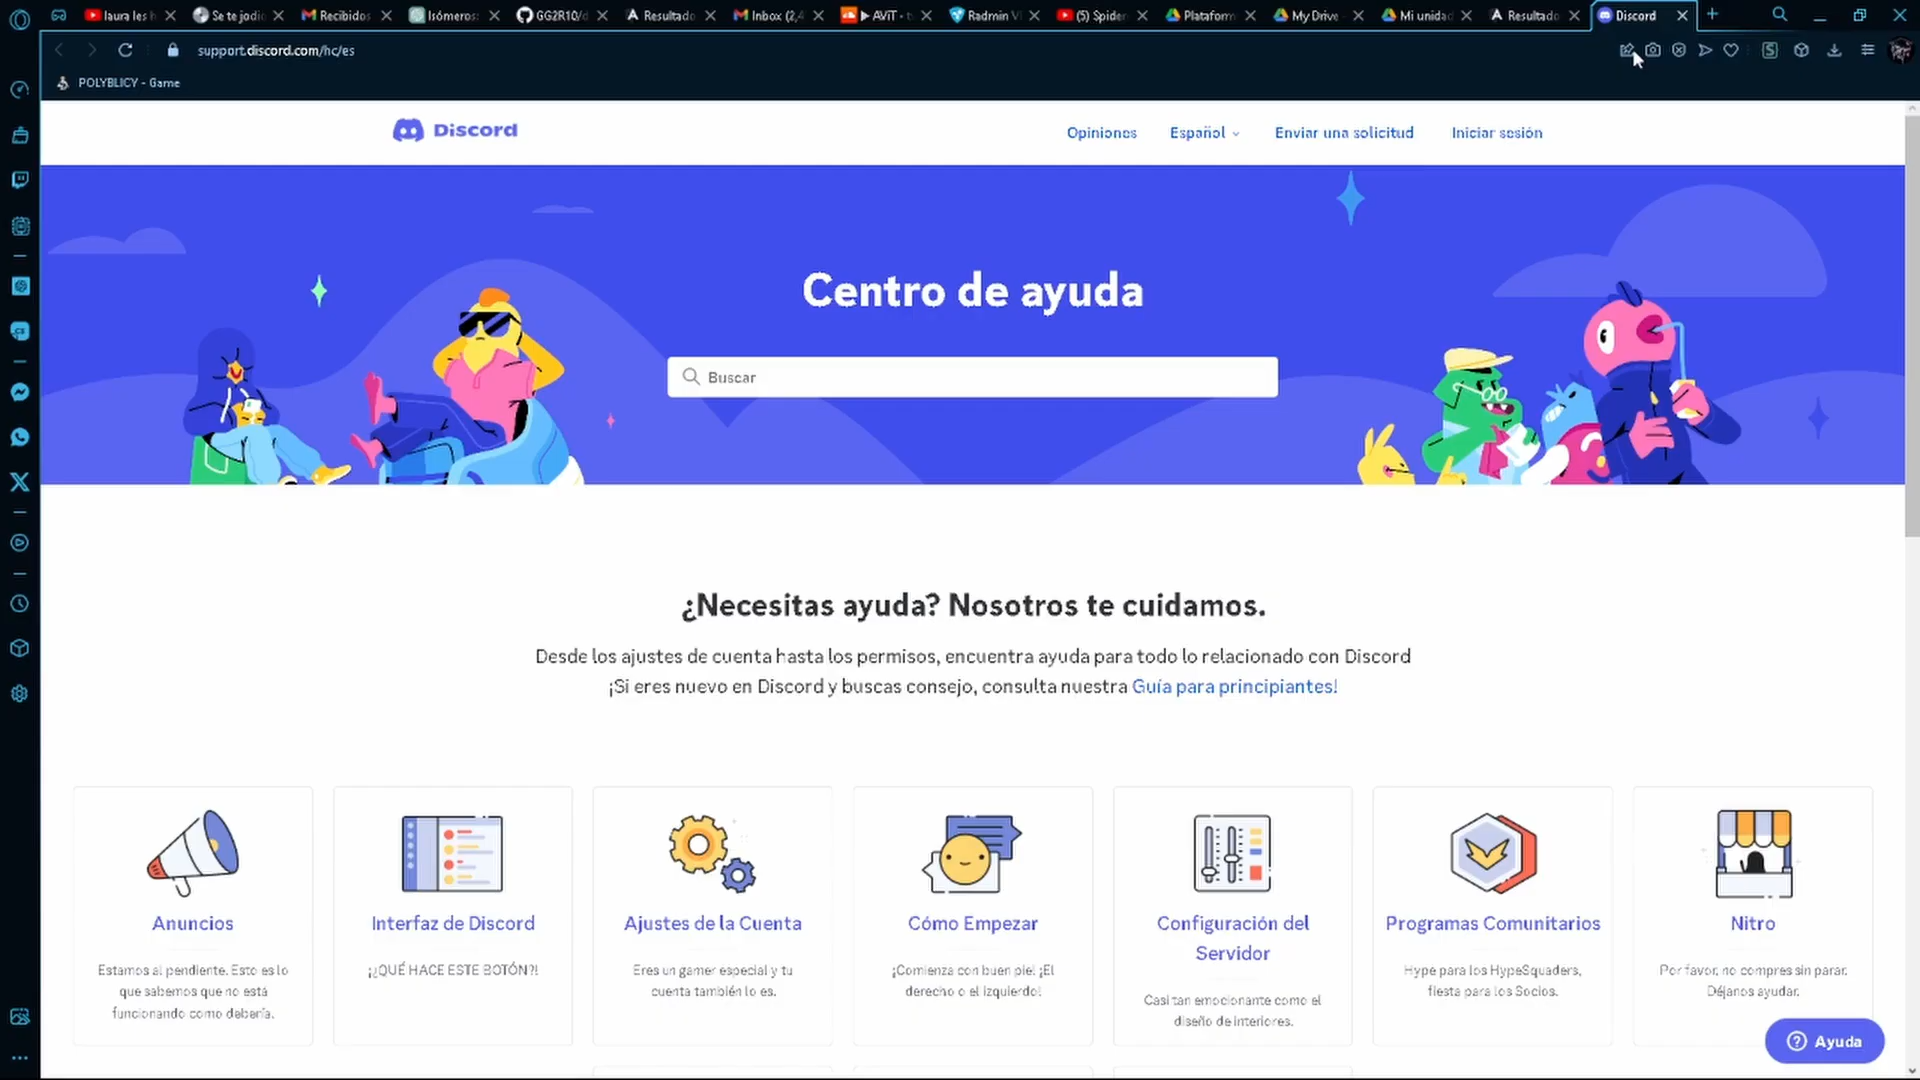 laura les h
Se te jodic
Recibidos
Isómeros:
GG2R10/d
Resultado
Inbox (2,4
▶ AViT - t
Radmin V
(5) Spider
Plataform
My Drive -
Mi unidad
Resultado
Discord
support.discord.com/hc/es
POLYBLICY - Game
Discord
Opiniones
Español
Enviar una solicitud
Iniciar sesión
Centro de ayuda
Buscar
¿Necesitas ayuda? Nosotros te cuidamos.
Desde los ajustes de cuenta hasta los permisos, encuentra ayuda para todo lo relacionado con Discord
¡Si eres nuevo en Discord y buscas consejo, consulta nuestra Guía para principiantes!
Anuncios
Estamos al pendiente. Esto es lo
que sabemos que no está
funcionando como debería.
Interfaz de Discord
¡¿QUÉ HACE ESTE BOTÓN?!
Ajustes de la Cuenta
Eres un gamer especial y tu
cuenta también lo es.
Cómo Empezar
¡Comienza con buen pie! ¡El
derecho o el izquierdo!
Configuración del
Servidor
Casi tan emocionante como el
diseño de interiores.
Programas Comunitarios
Hype para los HypeSquaders,
fiesta para los Socios.
Nitro
Por favor, no compres sin parar.
Déjanos ayudar.
Ayuda